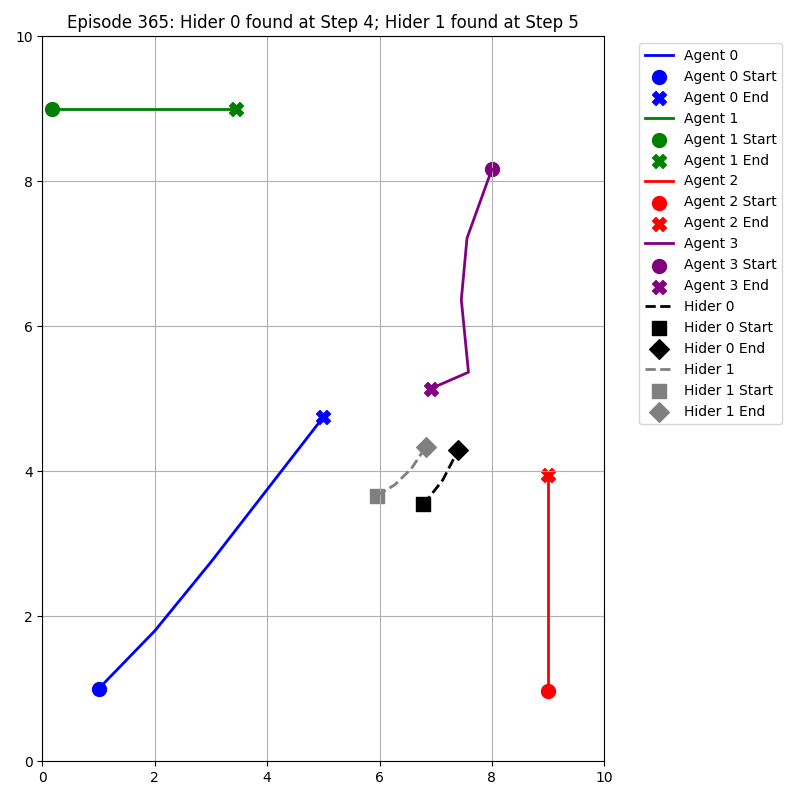 Episode 365: Hider 0 found at Step 4; Hider 1 found at Step 5
10
8
6
4
2
0
0 2 4 6 8 10
Agent 0
Agent 0 Start
Agent 0 End
Agent 1
Agent 1 Start
Agent 1 End
Agent 2
Agent 2 Start
Agent 2 End
Agent 3
Agent 3 Start
Agent 3 End
Hider 0
Hider 0 Start
Hider 0 End
Hider 1
Hider 1 Start
Hider 1 End